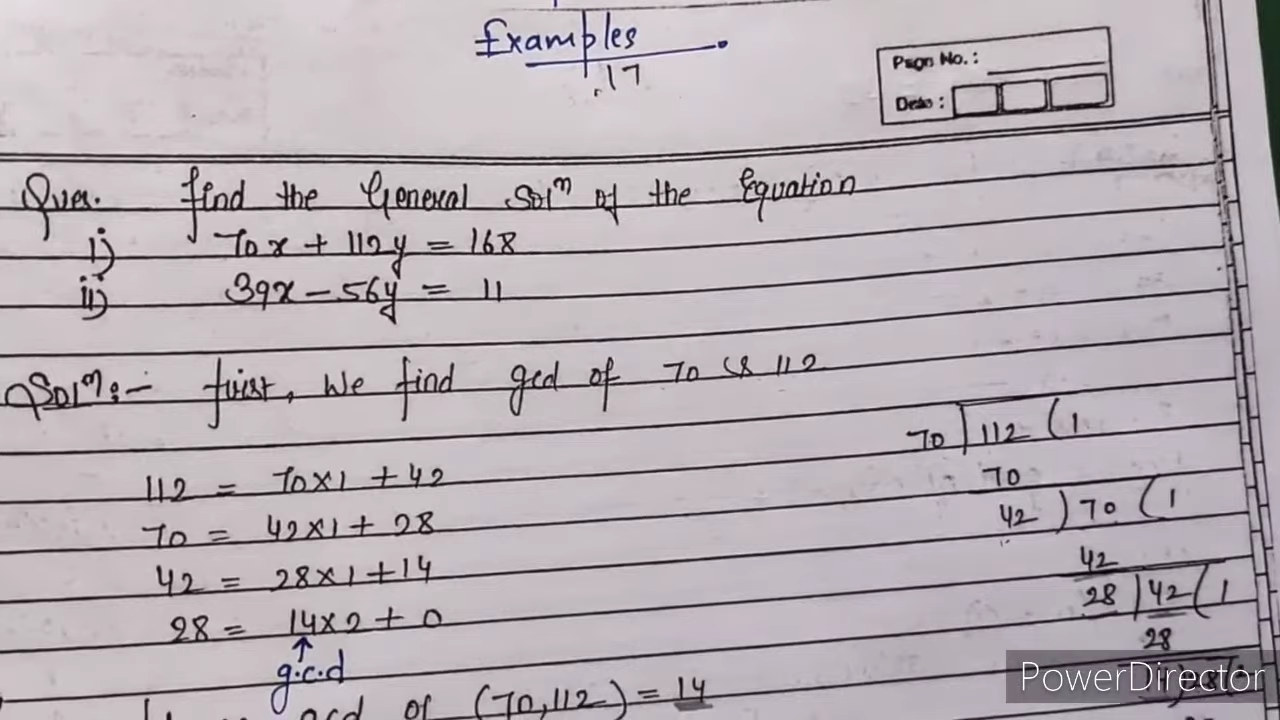 Examples
.17
Page No. :
Date :
Ques. find the General Solⁿ of the Equation
i) 70x + 112y = 168
ii) 39x - 56y = 11
Solⁿ:- first, We find gcd of 70 & 112
112 = 70×1 + 42
70 = 42×1 + 28
42 = 28×1 + 14
28 = 14×2 + 0
↑
g.c.d
gcd of (70,112) = 14
70 | 112 ( 1
70
42 ) 70 ( 1
42
28 | 42 ( 1
28
PowerDirector